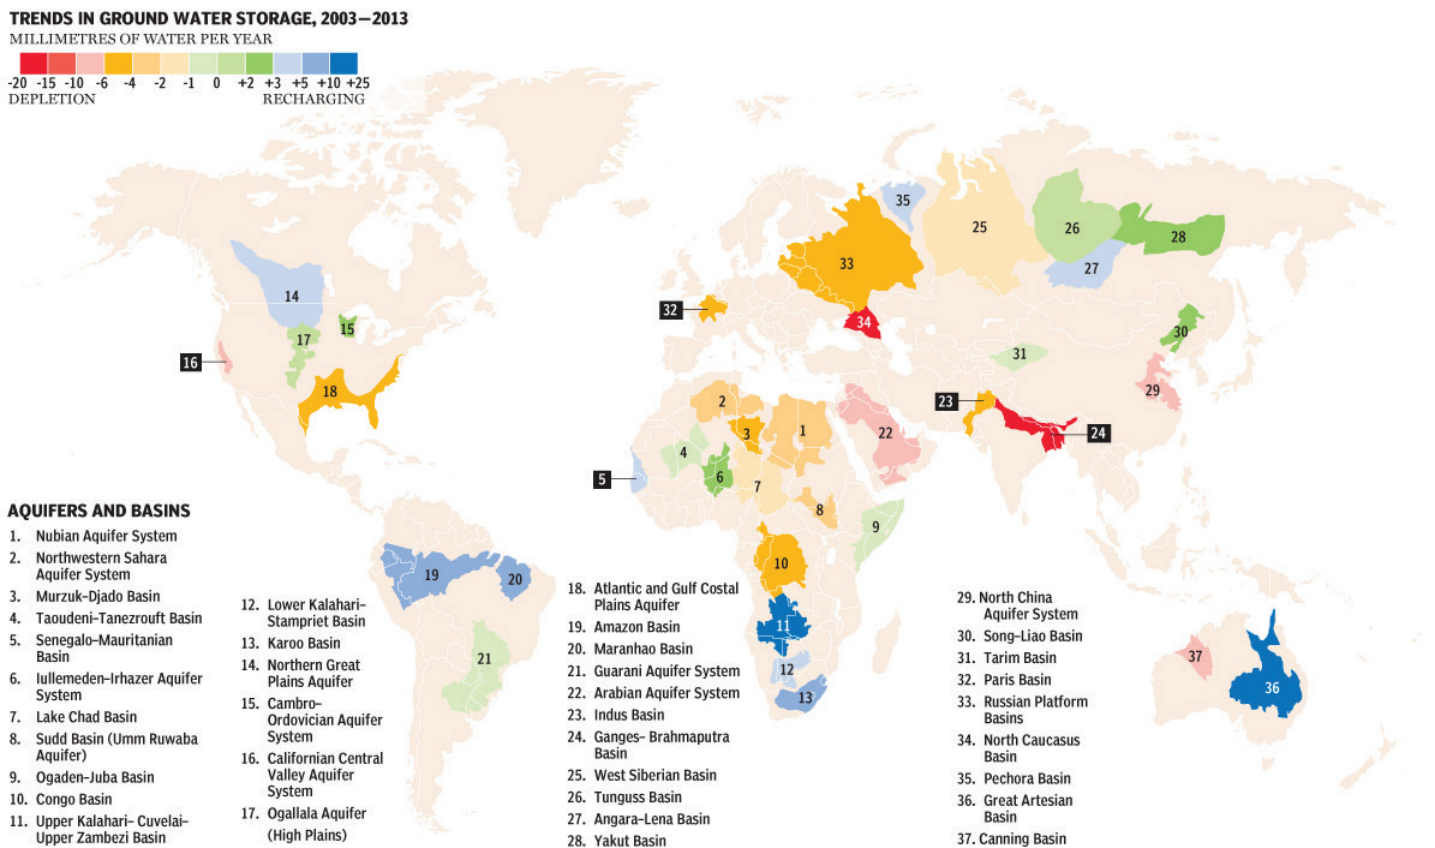 TRENDS IN GROUND WATER STORAGE, 2003–2013
MILLIMETRES OF WATER PER YEAR
-20 -15 -10 -6 -4 -2 -1 0 +2 +3 +5 +10 +25
DEPLETION RECHARGING
35
25
26
28
33
27
14
32
34
15
30
17
31
16
29
18
23
2
3
1
22
24
4
6
5
7
8
9
10
19
20
11
37
21
12
13
36
AQUIFERS AND BASINS
1. Nubian Aquifer System
2. Northwestern Sahara
Aquifer System
3. Murzuk-Djado Basin
4. Taoudeni-Tanezrouft Basin
5. Senegalo-Mauritanian
Basin
6. Iullemeden-Irhazer Aquifer
System
7. Lake Chad Basin
8. Sudd Basin (Umm Ruwaba
Aquifer)
9. Ogaden-Juba Basin
10. Congo Basin
11. Upper Kalahari- Cuvelai-
Upper Zambezi Basin
12. Lower Kalahari-
Stampriet Basin
13. Karoo Basin
14. Northern Great
Plains Aquifer
15. Cambro-
Ordovician Aquifer
System
16. Californian Central
Valley Aquifer
System
17. Ogallala Aquifer
(High Plains)
18. Atlantic and Gulf Costal
Plains Aquifer
19. Amazon Basin
20. Maranhao Basin
21. Guarani Aquifer System
22. Arabian Aquifer System
23. Indus Basin
24. Ganges- Brahmaputra
Basin
25. West Siberian Basin
26. Tunguss Basin
27. Angara-Lena Basin
28. Yakut Basin
29. North China
Aquifer System
30. Song-Liao Basin
31. Tarim Basin
32. Paris Basin
33. Russian Platform
Basins
34. North Caucasus
Basin
35. Pechora Basin
36. Great Artesian
Basin
37. Canning Basin